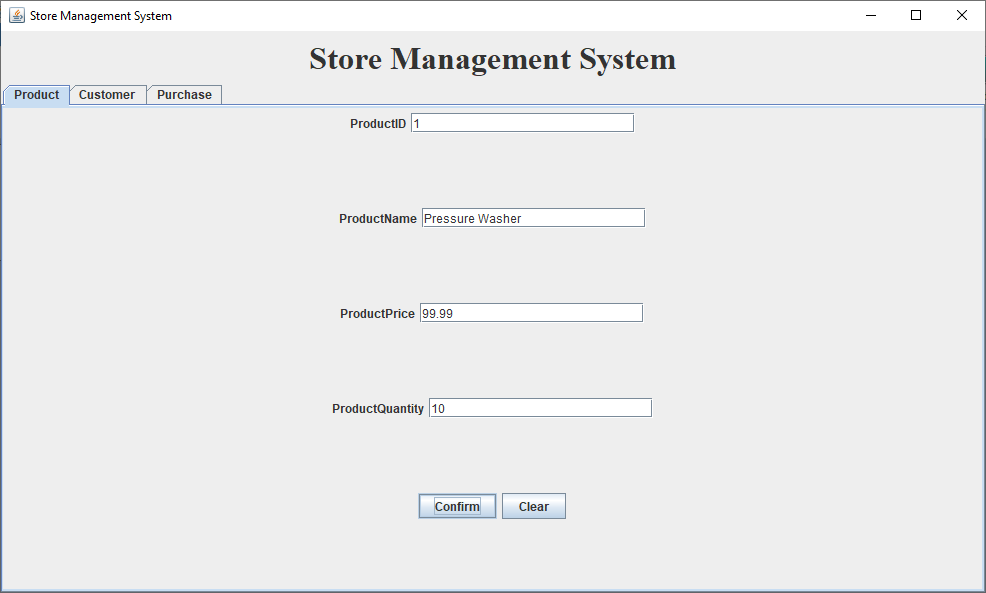 Store Management System
Store Management System
Product Customer Purchase
ProductID 1
ProductName Pressure Washer
ProductPrice 99.99
ProductQuantity 10
Confirm Clear